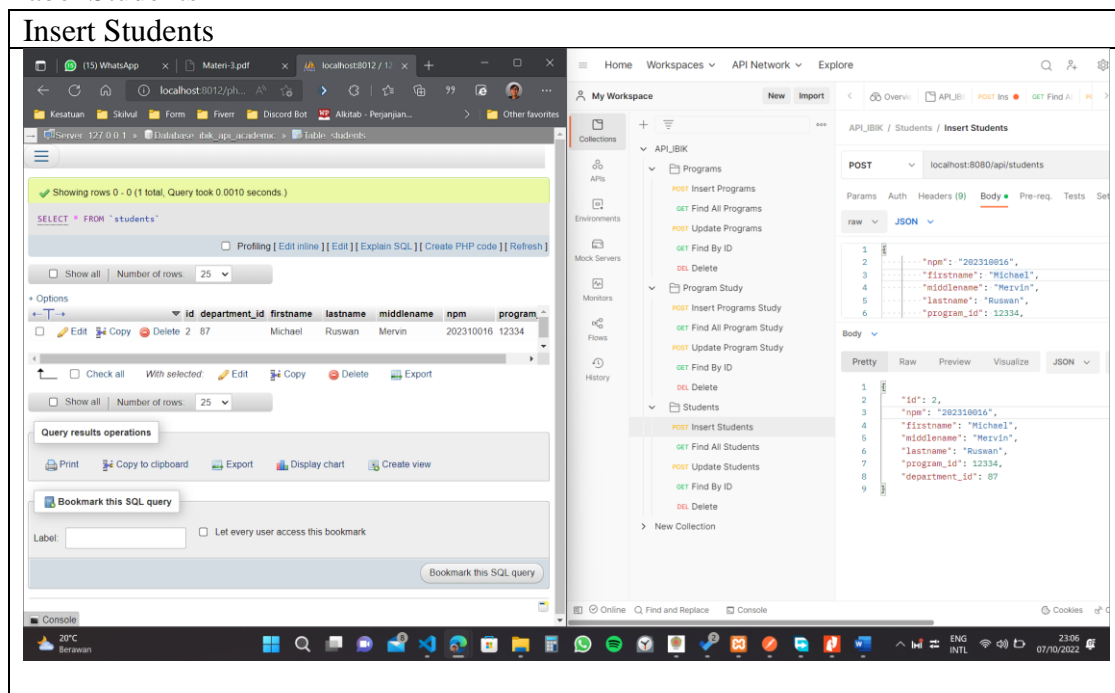 Insert Students
(15) WhatsApp
Materi-3.pdf
localhost:8012 / 12
localhost:8012/ph...
Kesatuan
Skilvul
Form
Fiverr
Discord Bot
Alkitab - Perjanjian...
Other favorites
Server: 127.0.0.1 » Database: ibik_api_academic » Table: students
Showing rows 0 - 0 (1 total, Query took 0.0010 seconds.)
SELECT * FROM `students`
Profiling [ Edit inline ] [ Edit ] [ Explain SQL ] [ Create PHP code ] [ Refresh ]
Show all
Number of rows:
25
+ Options
id department_id firstname lastname middlename npm program_
Edit Copy Delete 2 87 Michael Ruswan Mervin 202310016 12334
Check all With selected: Edit Copy Delete Export
Show all
Number of rows:
25
Query results operations
Print Copy to clipboard Export Display chart Create view
Bookmark this SQL query
Label:
Let every user access this bookmark
Bookmark this SQL query
Console
Home Workspaces API Network Explore
My Workspace
New Import
Overvi
API_IBI
POST Ins
GET Find Al
Collections
APIs
Environments
Mock Servers
Monitors
Flows
History
API_IBIK
Programs
POST Insert Programs
GET Find All Programs
POST Update Programs
GET Find By ID
DEL Delete
Program Study
POST Insert Programs Study
GET Find All Program Study
POST Update Program Study
GET Find By ID
DEL Delete
Students
POST Insert Students
GET Find All Students
POST Update Students
GET Find By ID
DEL Delete
New Collection
API_IBIK / Students / Insert Students
POST
localhost:8080/api/students
Params Auth Headers (9) Body Pre-req. Tests Set
raw JSON
1 {
2 "npm": "202310016",
3 "firstname": "Michael",
4 "middlename": "Mervin",
5 "lastname": "Ruswan",
6 "program_id": 12334,
Body
Pretty Raw Preview Visualize JSON
1 {
2 "id": 2,
3 "npm": "202310016",
4 "firstname": "Michael",
5 "middlename": "Mervin",
6 "lastname": "Ruswan",
7 "program_id": 12334,
8 "department_id": 87
9 }
Online Find and Replace Console
Cookies
20°C
Berawan
8
2
ENG
INTL
23:06
07/10/2022